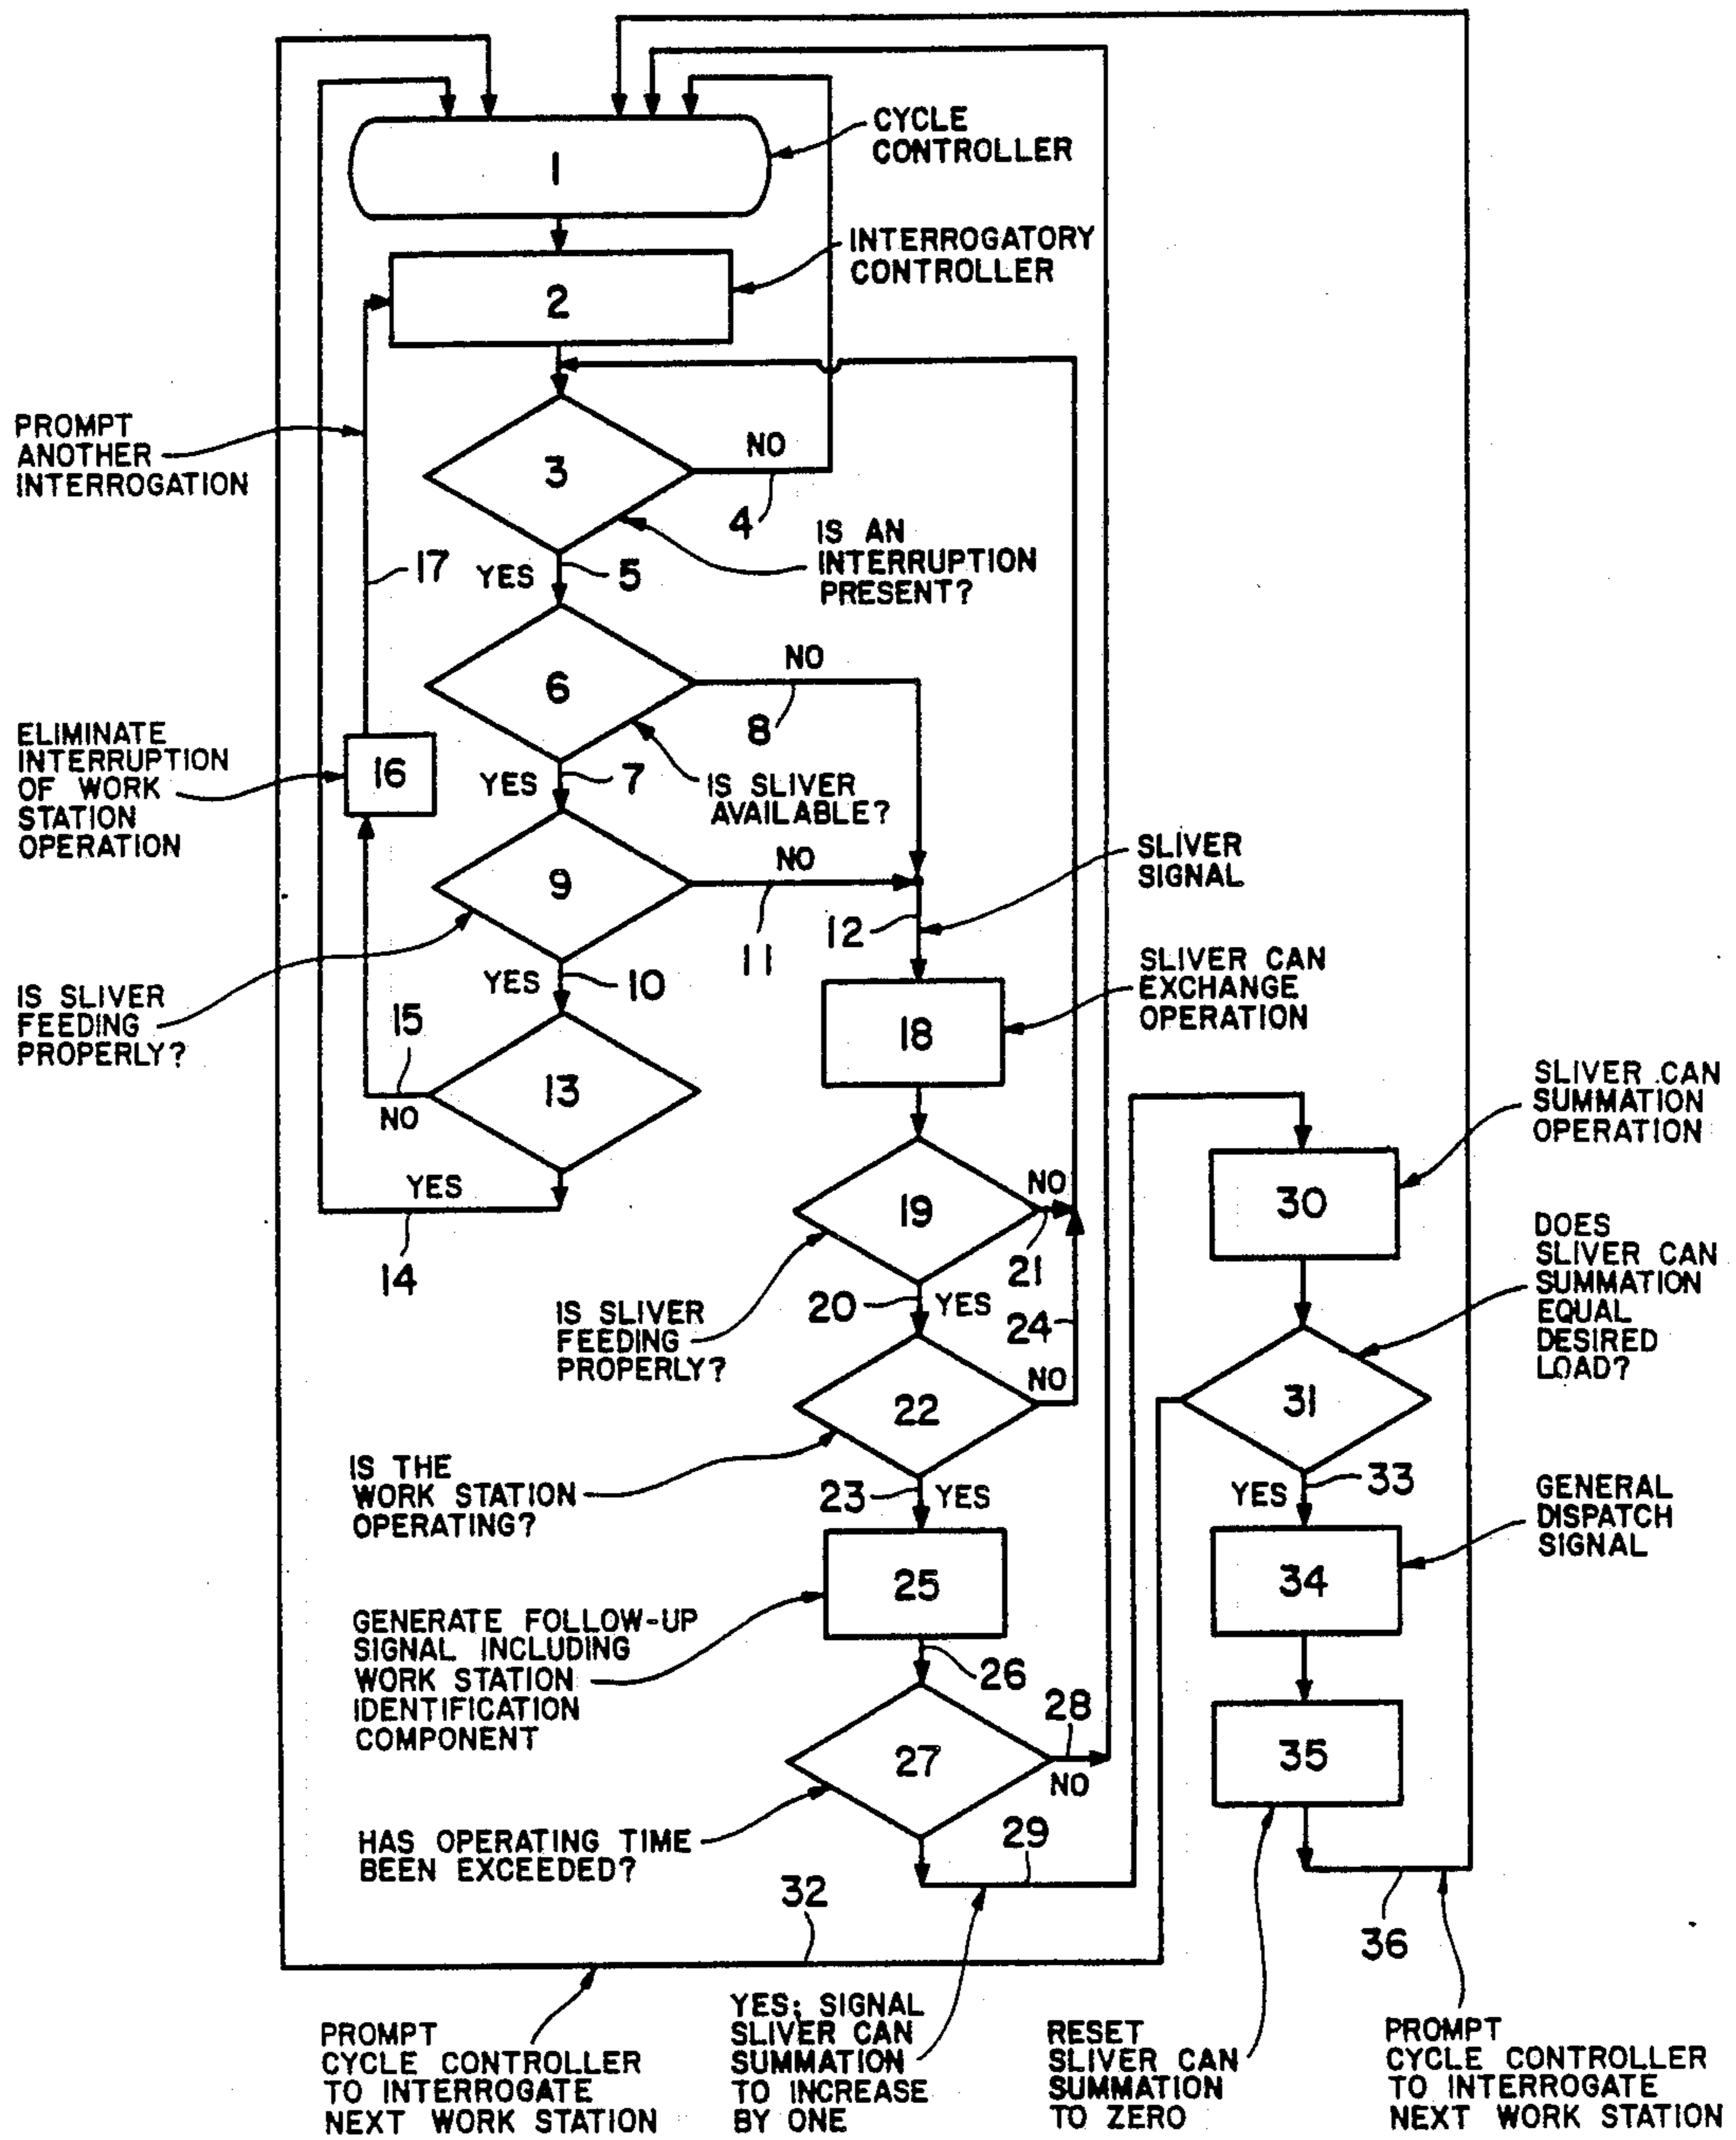 CYCLE
CONTROLLER
1
INTERROGATORY
CONTROLLER
2
PROMPT
ANOTHER
INTERROGATION
3
NO
4
IS AN
INTERRUPTION
PRESENT?
17
YES
5
NO
6
8
ELIMINATE
INTERRUPTION
OF WORK
STATION
OPERATION
16
YES
7
IS SLIVER
AVAILABLE?
SLIVER
SIGNAL
9
NO
11
12
YES
10
IS SLIVER
FEEDING
PROPERLY?
SLIVER CAN
EXCHANGE
OPERATION
18
15
NO
13
YES
14
SLIVER CAN
SUMMATION
OPERATION
30
19
NO
21
DOES
SLIVER CAN
SUMMATION
EQUAL
DESIRED
LOAD?
20
YES
IS SLIVER
FEEDING
PROPERLY?
24
NO
22
31
IS THE
WORK STATION
OPERATING?
23
YES
YES
33
GENERAL
DISPATCH
SIGNAL
25
34
GENERATE FOLLOW-UP
SIGNAL INCLUDING
WORK STATION
IDENTIFICATION
COMPONENT
26
28
27
NO
35
HAS OPERATING TIME
BEEN EXCEEDED?
29
32
36
PROMPT
CYCLE CONTROLLER
TO INTERROGATE
NEXT WORK STATION
YES; SIGNAL
SLIVER CAN
SUMMATION
TO INCREASE
BY ONE
RESET
SLIVER CAN
SUMMATION
TO ZERO
PROMPT
CYCLE CONTROLLER
TO INTERROGATE
NEXT WORK STATION